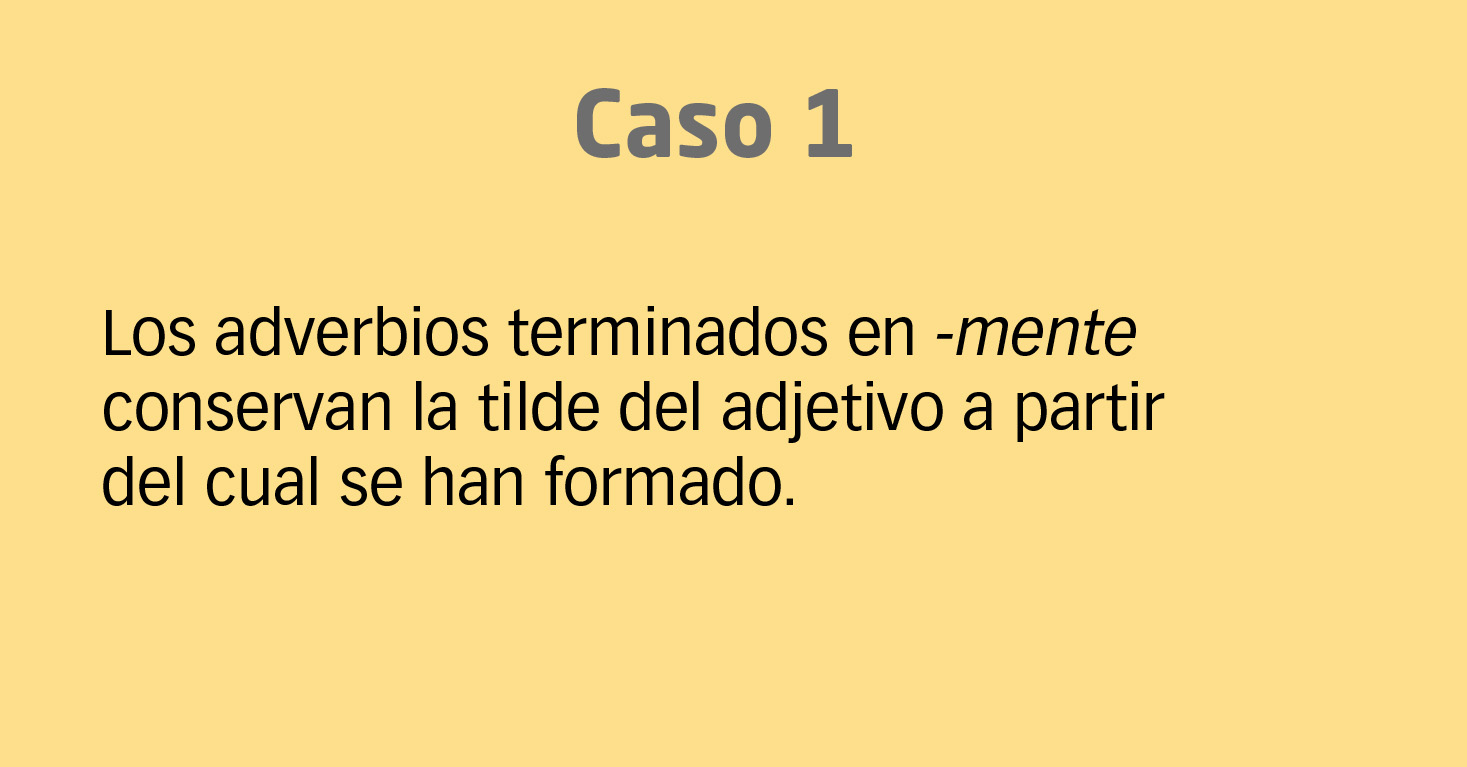 Caso 1
Los adverbios terminados en -mente
conservan la tilde del adjetivo a partir
del cual se han formado.